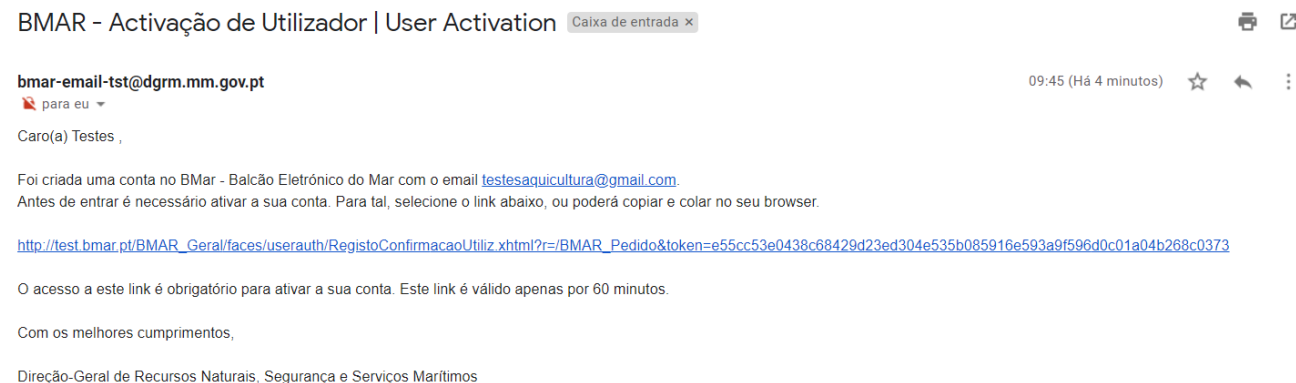 BMAR - Activação de Utilizador | User Activation Caixa de entrada ×
bmar-email-tst@dgrm.mm.gov.pt 09:45 (Há 4 minutos)
para eu
Caro(a) Testes ,
Foi criada uma conta no BMar - Balcão Eletrónico do Mar com o email testesaquicultura@gmail.com.
Antes de entrar é necessário ativar a sua conta. Para tal, selecione o link abaixo, ou poderá copiar e colar no seu browser.
http://test.bmar.pt/BMAR_Geral/faces/userauth/RegistoConfirmacaoUtiliz.xhtml?r=/BMAR_Pedido&token=e55cc53e0438c68429d23ed304e535b085916e593a9f596d0c01a04b268c0373
O acesso a este link é obrigatório para ativar a sua conta. Este link é válido apenas por 60 minutos.
Com os melhores cumprimentos,
Direção-Geral de Recursos Naturais, Segurança e Serviços Marítimos